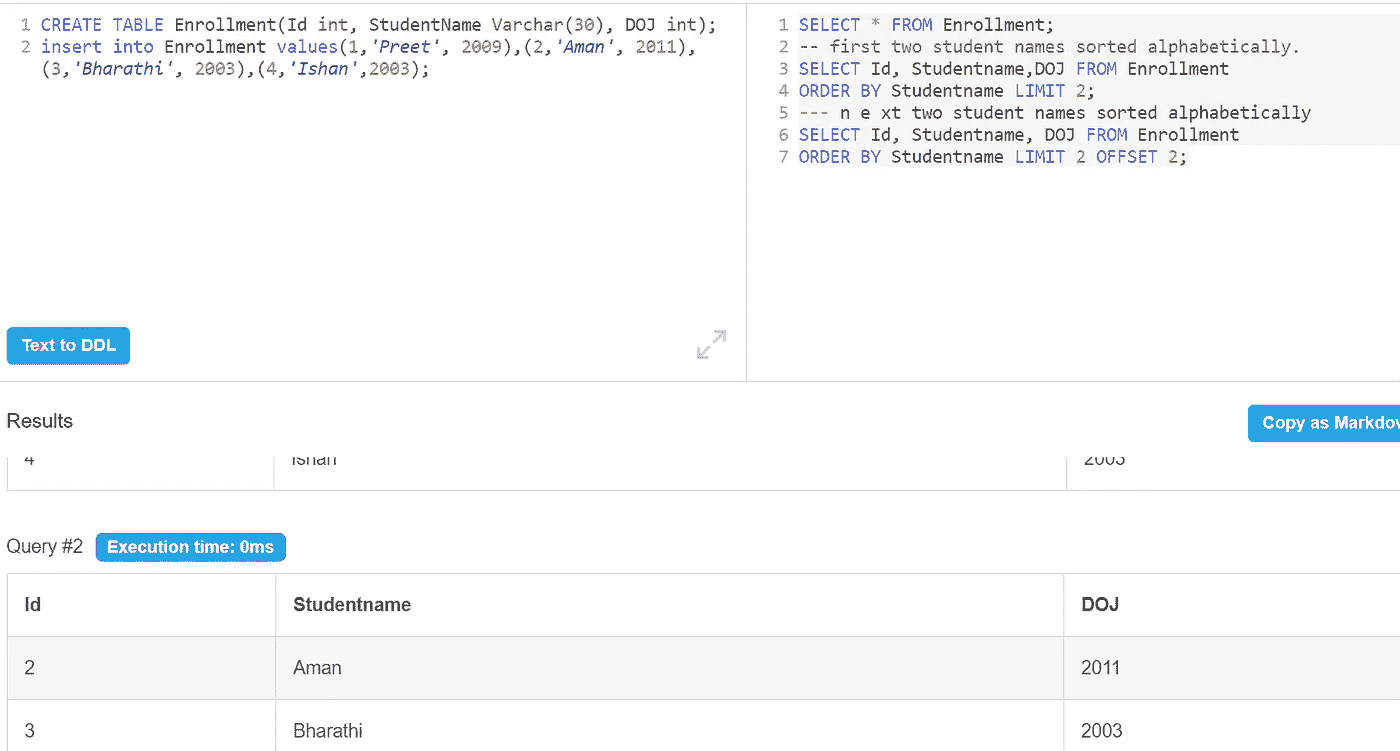 1 CREATE TABLE Enrollment(Id int, StudentName Varchar(30), DOJ int);
2 insert into Enrollment values(1,'Preet', 2009),(2,'Aman', 2011),
(3,'Bharathi', 2003),(4,'Ishan',2003);
1 SELECT * FROM Enrollment;
2 -- first two student names sorted alphabetically.
3 SELECT Id, Studentname,DOJ FROM Enrollment
4 ORDER BY Studentname LIMIT 2;
5 --- n e xt two student names sorted alphabetically
6 SELECT Id, Studentname, DOJ FROM Enrollment
7 ORDER BY Studentname LIMIT 2 OFFSET 2;
Text to DDL
Results
Copy as Markdov
4 Ishan 2003
Query #2 Execution time: 0ms
Id Studentname DOJ
2 Aman 2011
3 Bharathi 2003